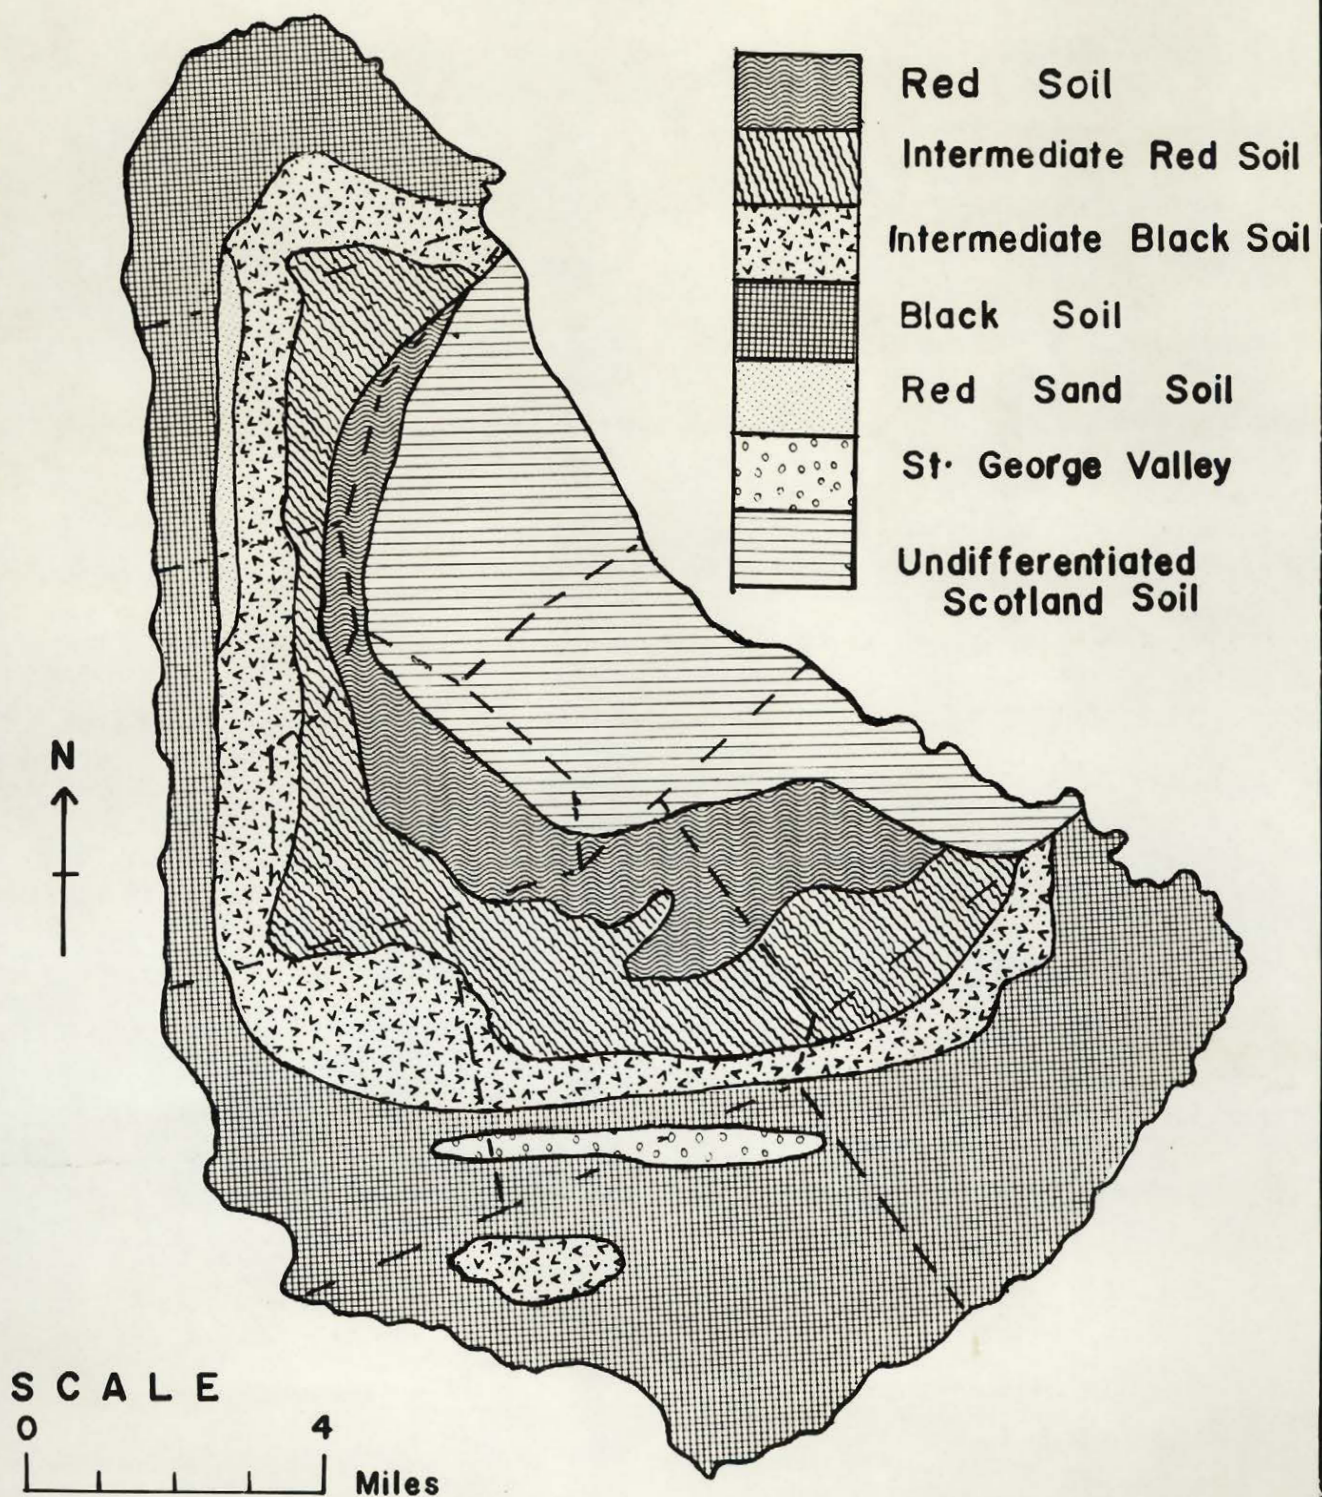 Red Soil
Intermediate Red Soil
Intermediate Black Soil
Black Soil
Red Sand Soil
St. George Valley
Undifferentiated
Scotland Soil
N
SCALE
0 4
Miles